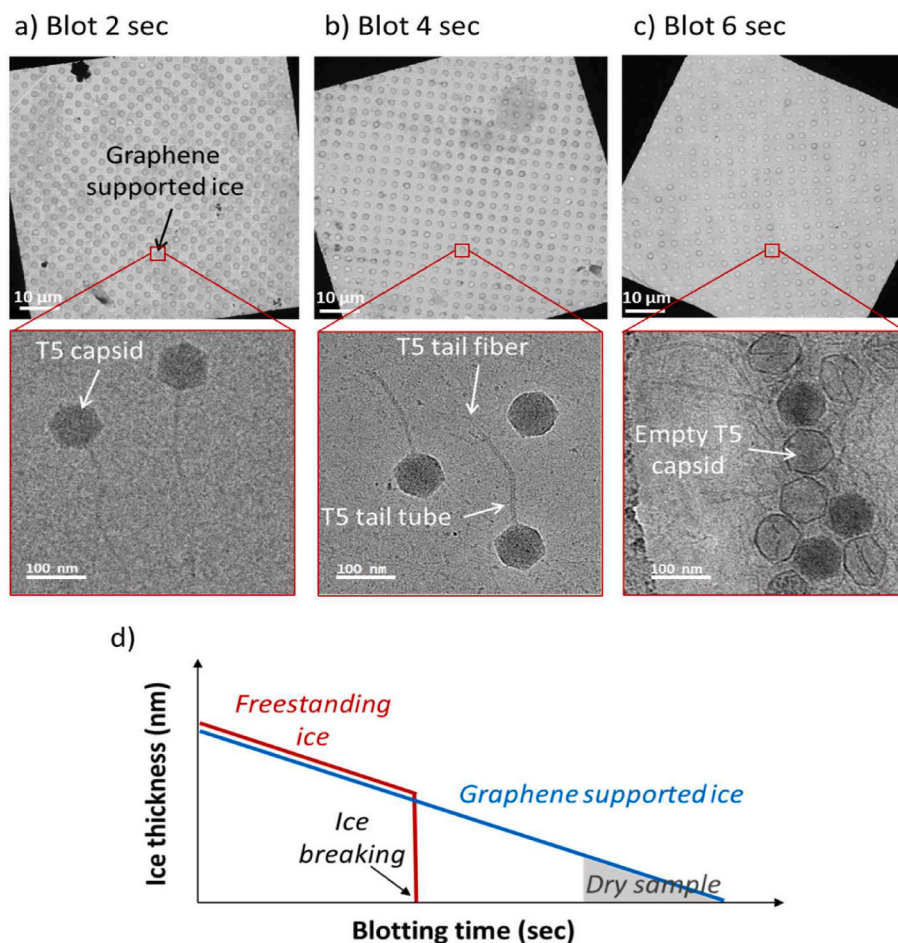 a) Blot 2 sec
b) Blot 4 sec
c) Blot 6 sec
Graphene
supported ice
10 μm
10 μm
10 μm
T5 capsid
100 nm
T5 tail fiber
T5 tail tube
100 nm
Empty T5
capsid
100 nm
d)
Ice thickness (nm)
Freestanding
ice
Graphene supported ice
Ice
breaking
Dry sample
Blotting time (sec)